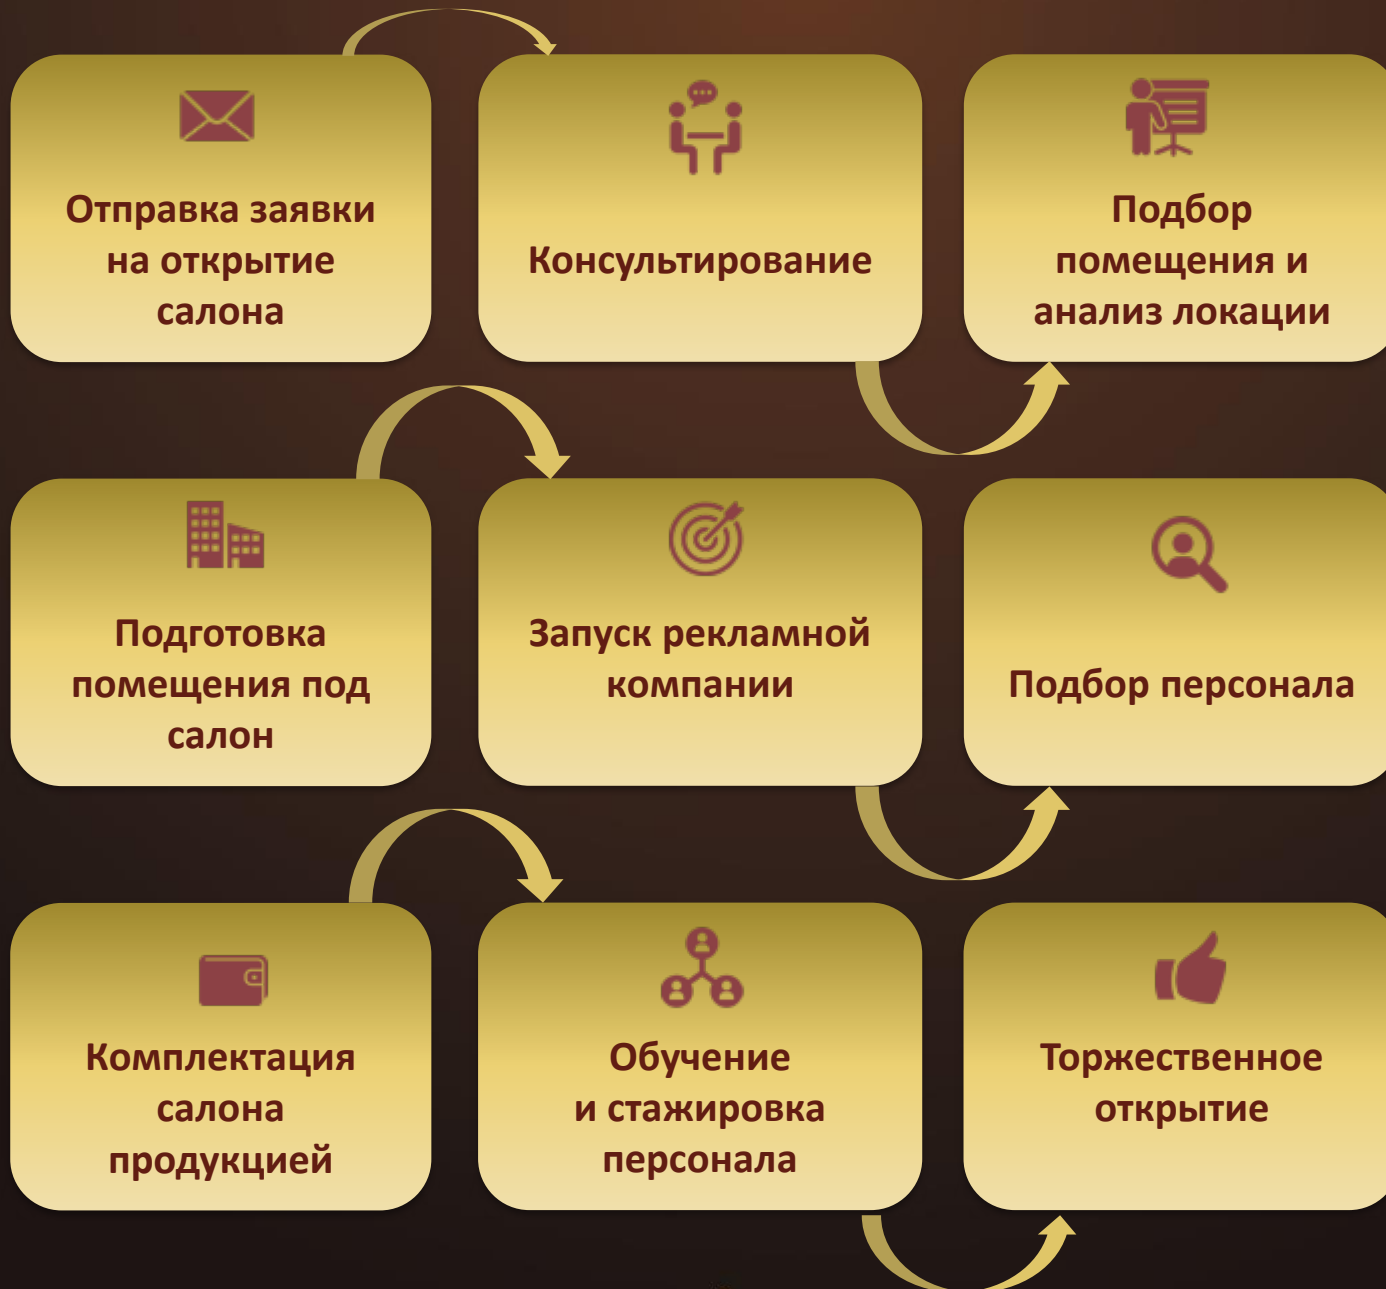 Отправка заявки
на открытие
салона
Консультирование
Подбор
помещения и
анализ локации
Подготовка
помещения под
салон
Запуск рекламной
компании
Подбор персонала
Комплектация
салона
продукцией
Обучение
и стажировка
персонала
Торжественное
открытие